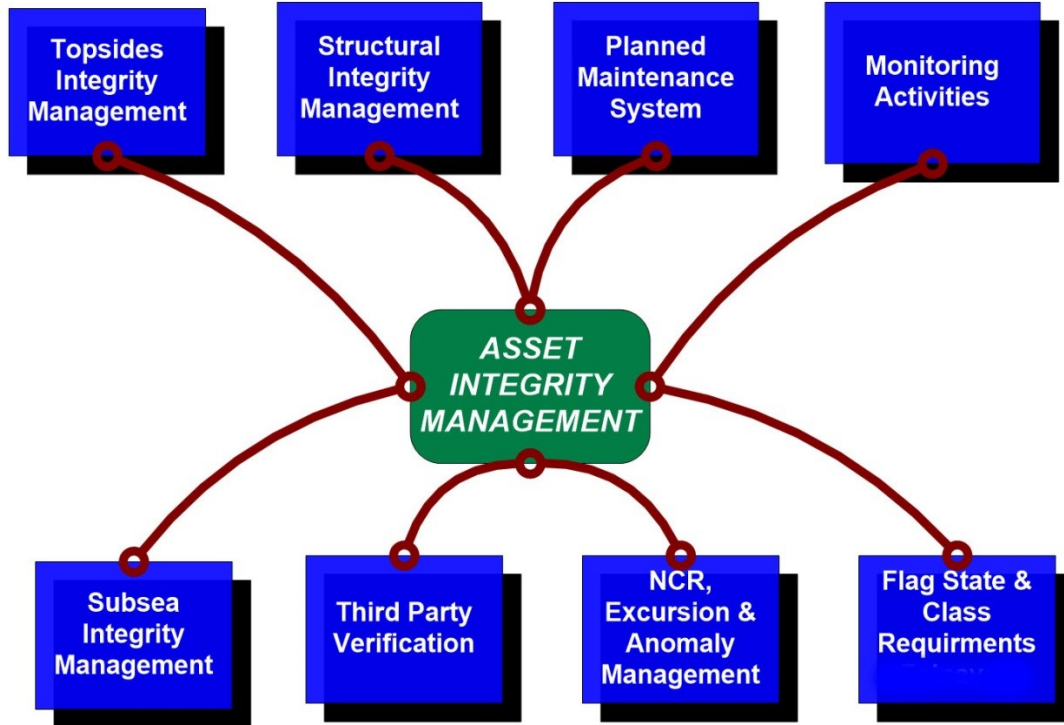 Topsides
Integrity
Management
Structural
Integrity
Management
Planned
Maintenance
System
Monitoring
Activities
ASSET
INTEGRITY
MANAGEMENT
Subsea
Integrity
Management
Third Party
Verification
NCR,
Excursion &
Anomaly
Management
Flag State &
Class
Requirments